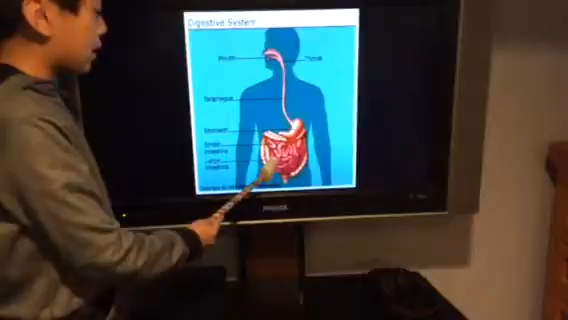 Digestive System
Mouth
Throat
Esophagus
Stomach
Small
Intestine
Large
Intestine
PHILIPS